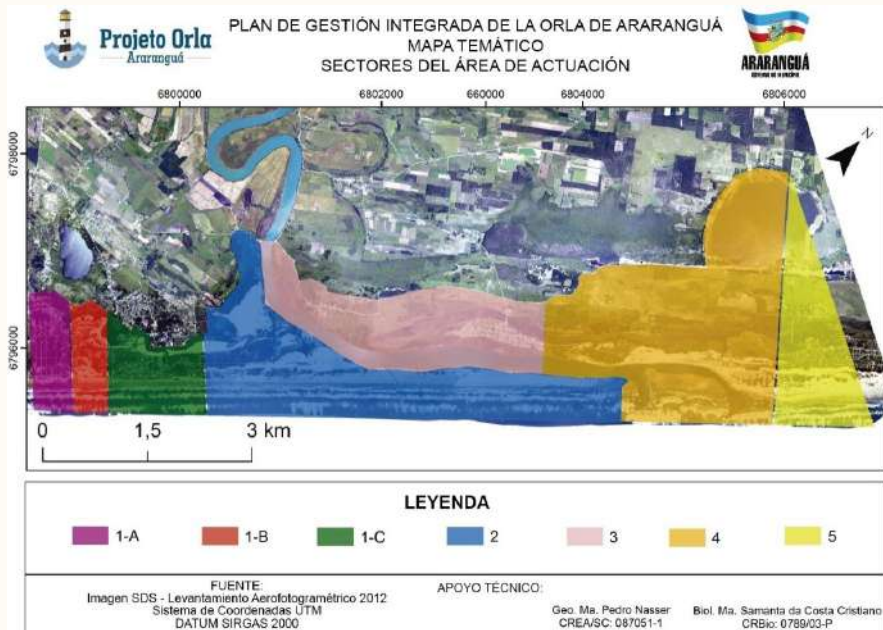 Projeto Orla
Araranguá
PLAN DE GESTIÓN INTEGRADA DE LA ORLA DE ARARANGUÁ
MAPA TEMÁTICO
SECTORES DEL ÁREA DE ACTUACIÓN
ARARANGUÁ
6800000 6802000 660000 6804000 6806000
6798000
6796000
0 1,5 3 km
LEYENDA
1-A 1-B 1-C 2 3 4 5
FUENTE:
Imagen SDS - Levantamiento Aerofotogramétrico 2012
Sistema de Coordenadas UTM
DATUM SIRGAS 2000
APOYO TÉCNICO:
Geo. Ma. Pedro Nasser
CREA/SC: 087051-1
Biol. Ma. Samanta da Costa Cristiano
CRBio: 0789/03-P